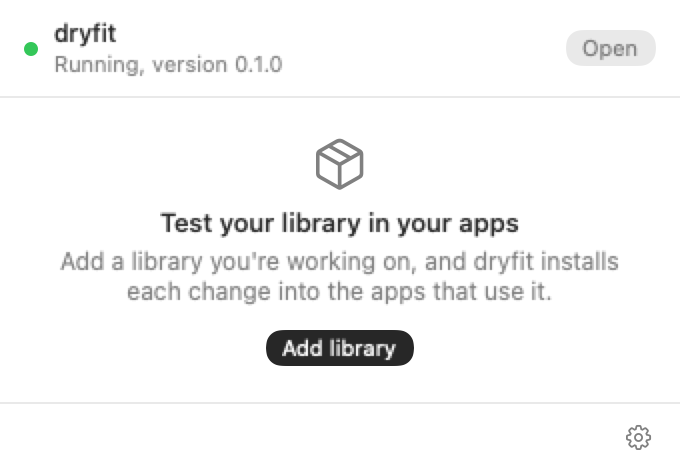 dryfit
Running, version 0.1.0
Open
Test your library in your apps
Add a library you're working on, and dryfit installs
each change into the apps that use it.
Add library